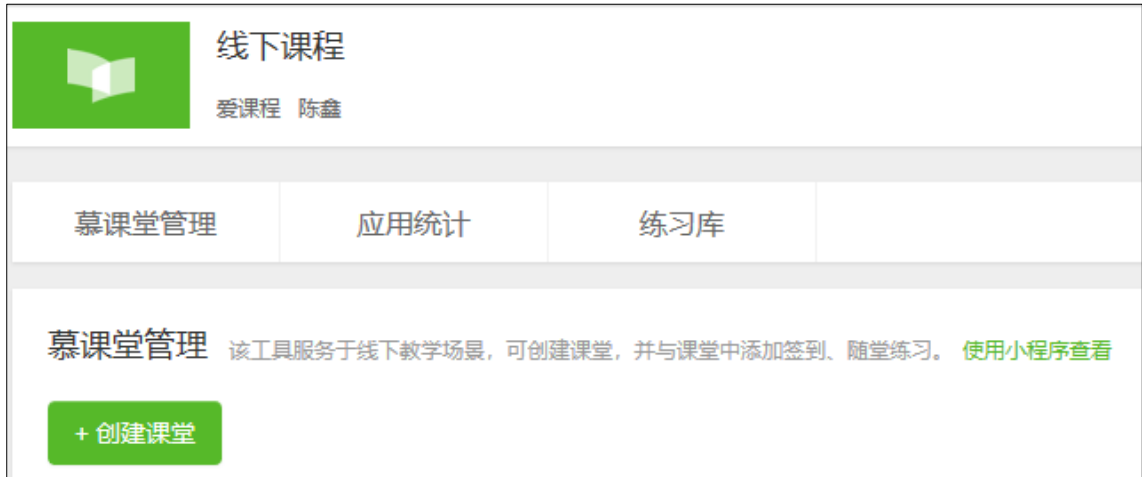 线下课程
爱课程 陈鑫
慕课堂管理 应用统计 练习库
慕课堂管理 该工具服务于线下教学场景，可创建课堂，并与课堂中添加签到、随堂练习。 使用小程序查看
+ 创建课堂